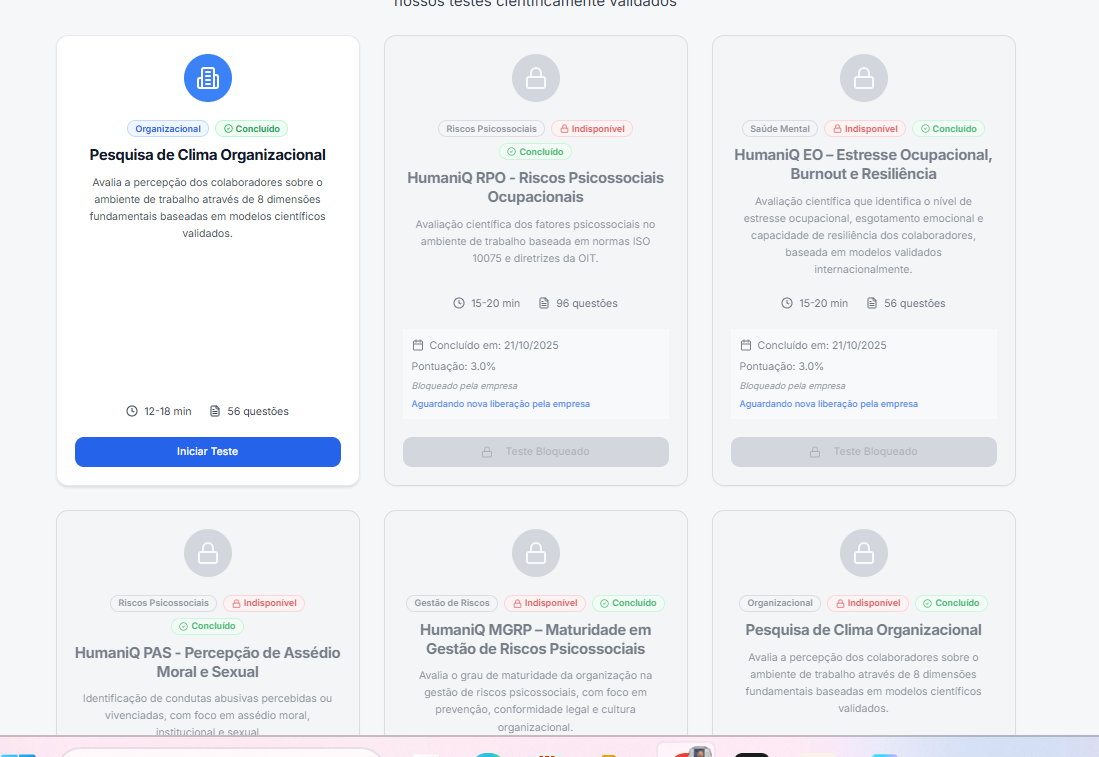 nossos testes cientificamente validados
Organizacional
Concluído
Pesquisa de Clima Organizacional
Avalia a percepção dos colaboradores sobre o
ambiente de trabalho através de 8 dimensões
fundamentais baseadas em modelos científicos
validados.
12-18 min
56 questões
Iniciar Teste
Riscos Psicossociais
Indisponível
Concluído
HumaniQ RPO - Riscos Psicossociais
Ocupacionais
Avaliação científica dos fatores psicossociais no
ambiente de trabalho baseada em normas ISO
10075 e diretrizes da OIT.
15-20 min
96 questões
Concluído em: 21/10/2025
Pontuação: 3.0%
Bloqueado pela empresa
Aguardando nova liberação pela empresa
Teste Bloqueado
Saúde Mental
Indisponível
Concluído
HumaniQ EO – Estresse Ocupacional,
Burnout e Resiliência
Avaliação científica que identifica o nível de
estresse ocupacional, esgotamento emocional e
capacidade de resiliência dos colaboradores,
baseada em modelos validados
internacionalmente.
15-20 min
56 questões
Concluído em: 21/10/2025
Pontuação: 3.0%
Bloqueado pela empresa
Aguardando nova liberação pela empresa
Teste Bloqueado
Riscos Psicossociais
Indisponível
Concluído
HumaniQ PAS - Percepção de Assédio
Moral e Sexual
Identificação de condutas abusivas percebidas ou
vivenciadas, com foco em assédio moral,
institucional e sexual
Gestão de Riscos
Indisponível
Concluído
HumaniQ MGRP – Maturidade em
Gestão de Riscos Psicossociais
Avalia o grau de maturidade da organização na
gestão de riscos psicossociais, com foco em
prevenção, conformidade legal e cultura
organizacional.
Organizacional
Indisponível
Concluído
Pesquisa de Clima Organizacional
Avalia a percepção dos colaboradores sobre o
ambiente de trabalho através de 8 dimensões
fundamentais baseadas em modelos científicos
validados.